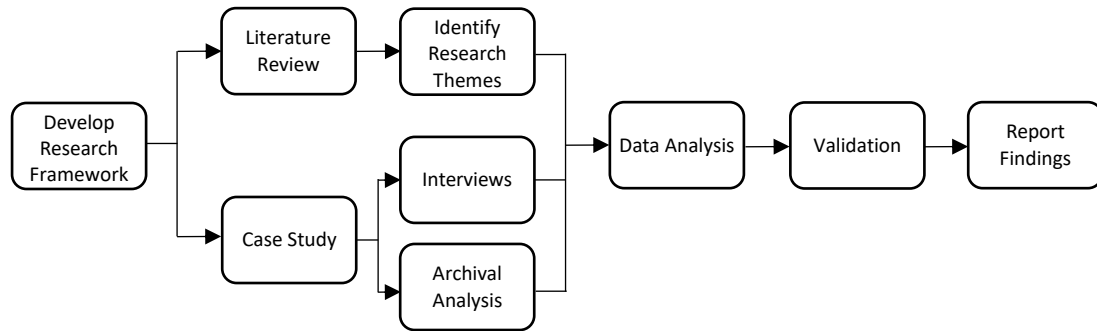 Develop
Research
Framework
Literature
Review
Identify
Research
Themes
Case Study
Interviews
Archival
Analysis
Data Analysis
Validation
Report
Findings